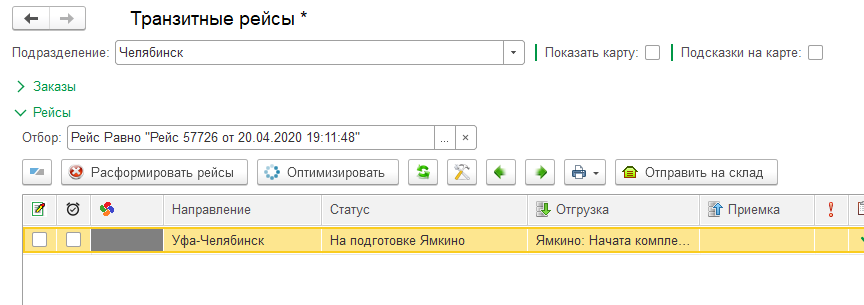 Транзитные рейсы *
Подразделение: Челябинск Показать карту: Подсказки на карте:
Заказы
Рейсы
Отбор: Рейс Равно "Рейс 57726 от 20.04.2020 19:11:48" ... ×
Расформировать рейсы Оптимизировать Отправить на склад
Направление Статус Отгрузка Приемка
Уфа-Челябинск На подготовке Ямкино Ямкино: Начата компле...